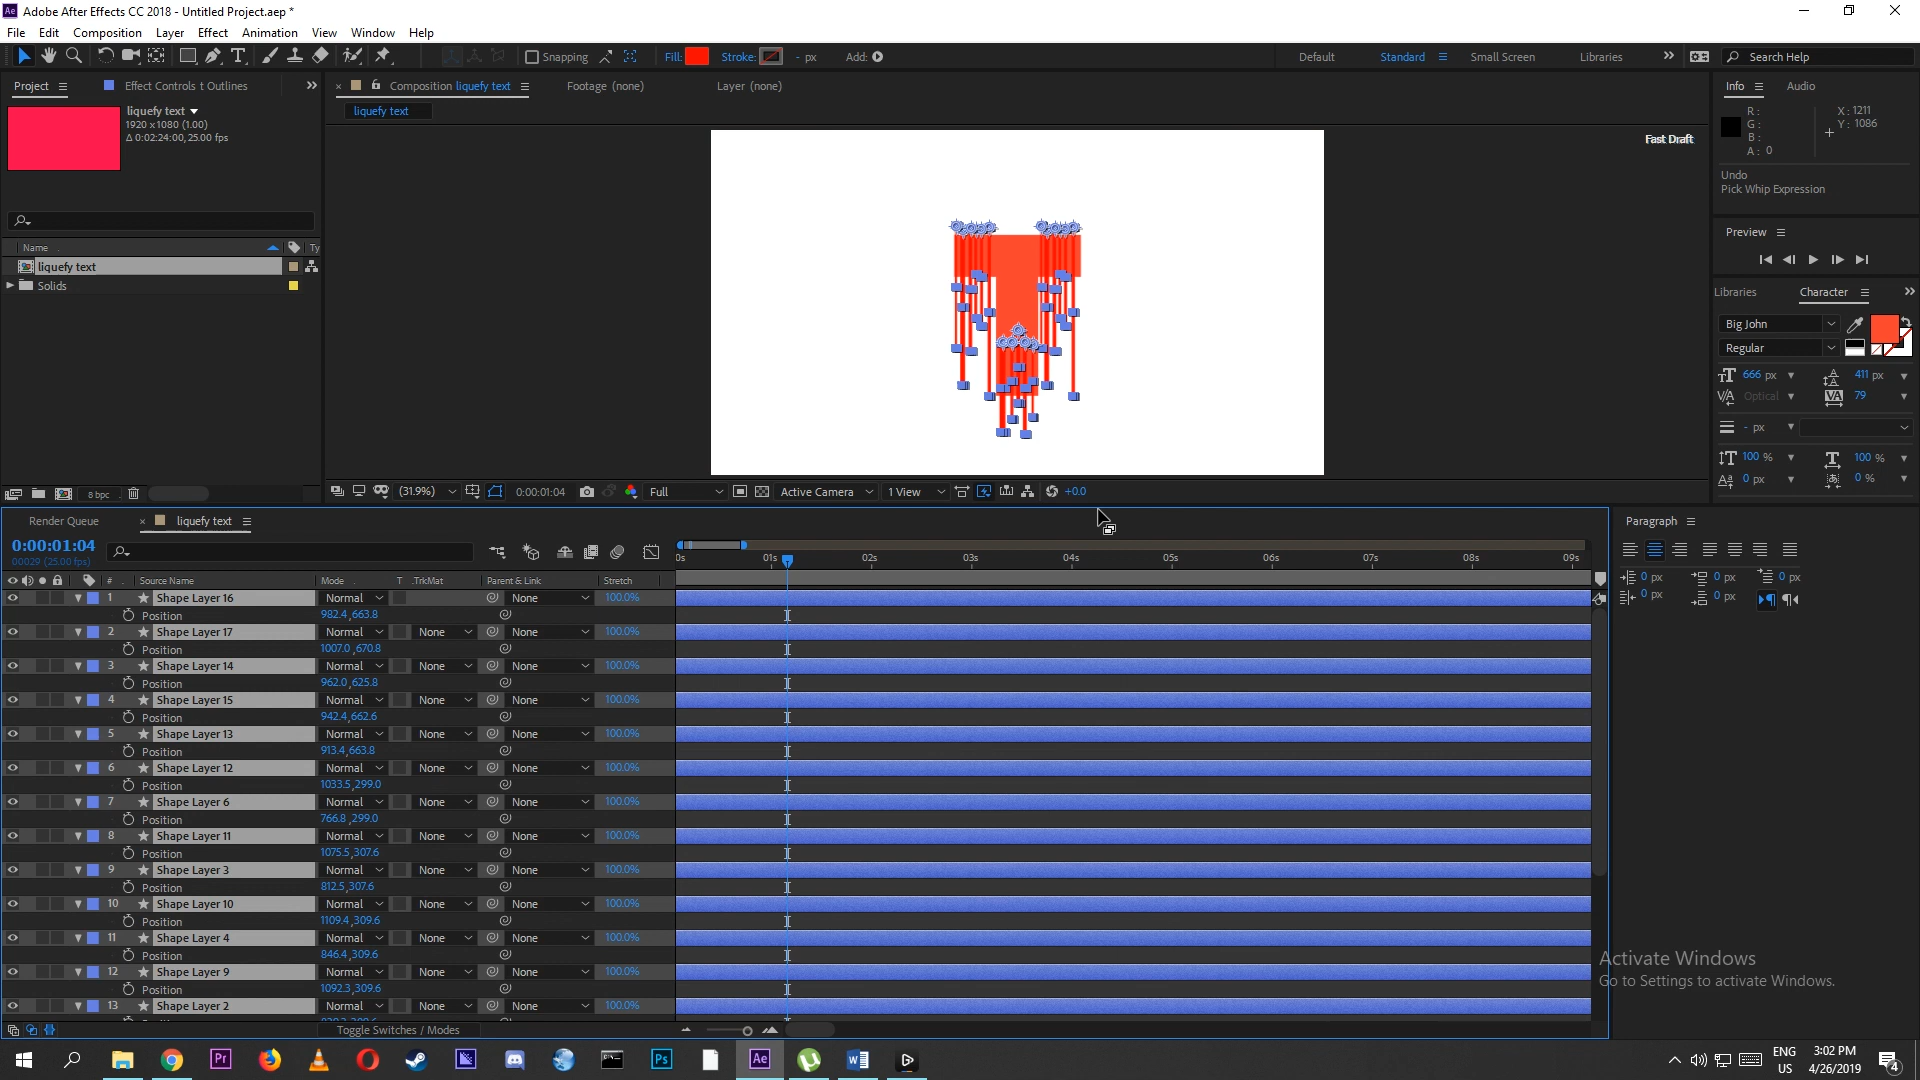 Adobe After Effects CC 2018 - Untitled Project.aep *
File Edit Composition Layer Effect Animation View Window Help
Snapping Fill: Stroke: - px Add: Default Standard Small Screen Libraries Search Help
Project Effect Controls t Outlines Composition liquefy text Footage (none) Layer (none) Info Audio
liquefy text
1920 x1080 (1.00)
Δ 0:02:24:00, 25.00 fps
liquefy text
Fast Draft
R:
G:
B:
A: 0
X: 1211
Y: 1086
Undo
Pick Whip Expression
Preview
Name Ty
liquefy text
Solids
Libraries Character
Big John
Regular
666 px 411 px
Optical 79
- px
100 % 100 %
0 px 0 %
8 bpc (31.9%) 0:00:01:04 Full Active Camera 1 View +0.0
Render Queue liquefy text
0:00:01:04
00029 (25.00 fps)
0s 01s 02s 03s 04s 05s 06s 07s 08s 09s
# Source Name Mode T .TrkMat Parent & Link Stretch
1 Shape Layer 16 Normal None 100.0%
Position 982.4,663.8
2 Shape Layer 17 Normal None None 100.0%
Position 1007.0,670.8
3 Shape Layer 14 Normal None None 100.0%
Position 962.0,625.8
4 Shape Layer 15 Normal None None 100.0%
Position 942.4,662.6
5 Shape Layer 13 Normal None None 100.0%
Position 913.4,663.8
6 Shape Layer 12 Normal None None 100.0%
Position 1033.5,299.0
7 Shape Layer 6 Normal None None 100.0%
Position 766.8,299.0
8 Shape Layer 11 Normal None None 100.0%
Position 1075.5,307.6
9 Shape Layer 3 Normal None None 100.0%
Position 812.5,307.6
10 Shape Layer 10 Normal None None 100.0%
Position 1109.4,309.6
11 Shape Layer 4 Normal None None 100.0%
Position 846.4,309.6
12 Shape Layer 9 Normal None None 100.0%
Position 1092.3,309.6
13 Shape Layer 2 Normal None None 100.0%
Toggle Switches / Modes
Paragraph
0 px 0 px 0 px
0 px 0 px
Activate Windows
Go to Settings to activate Windows.
Pr Ps Ae
ENG
US
3:02 PM
4/26/2019
4